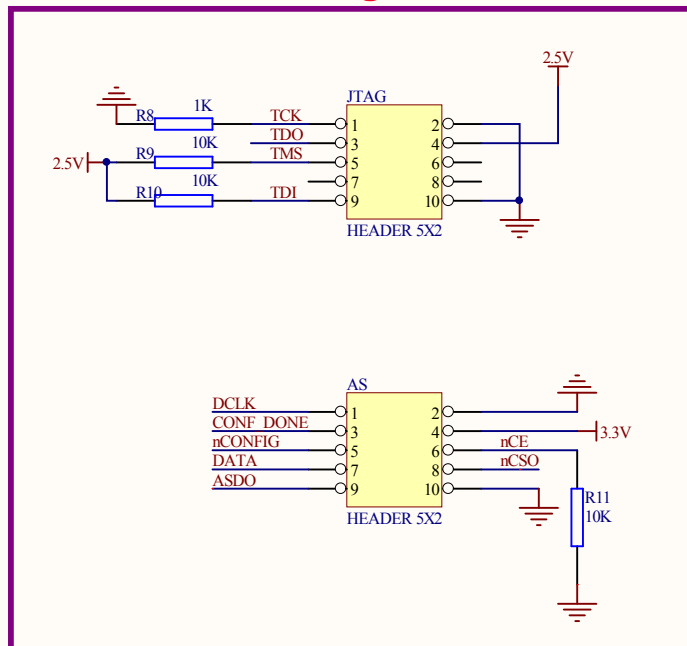 2.5V
JTAG
R8 1K TCK 1 2
10K TDO 3 4
2.5V R9 TMS 5 6
10K 7 8
R10 TDI 9 10
HEADER 5X2
AS
DCLK 1 2
CONF_DONE 3 4 3.3V
nCONFIG 5 6 nCE
DATA 7 8 nCSO
ASDO 9 10
R11
10K
HEADER 5X2